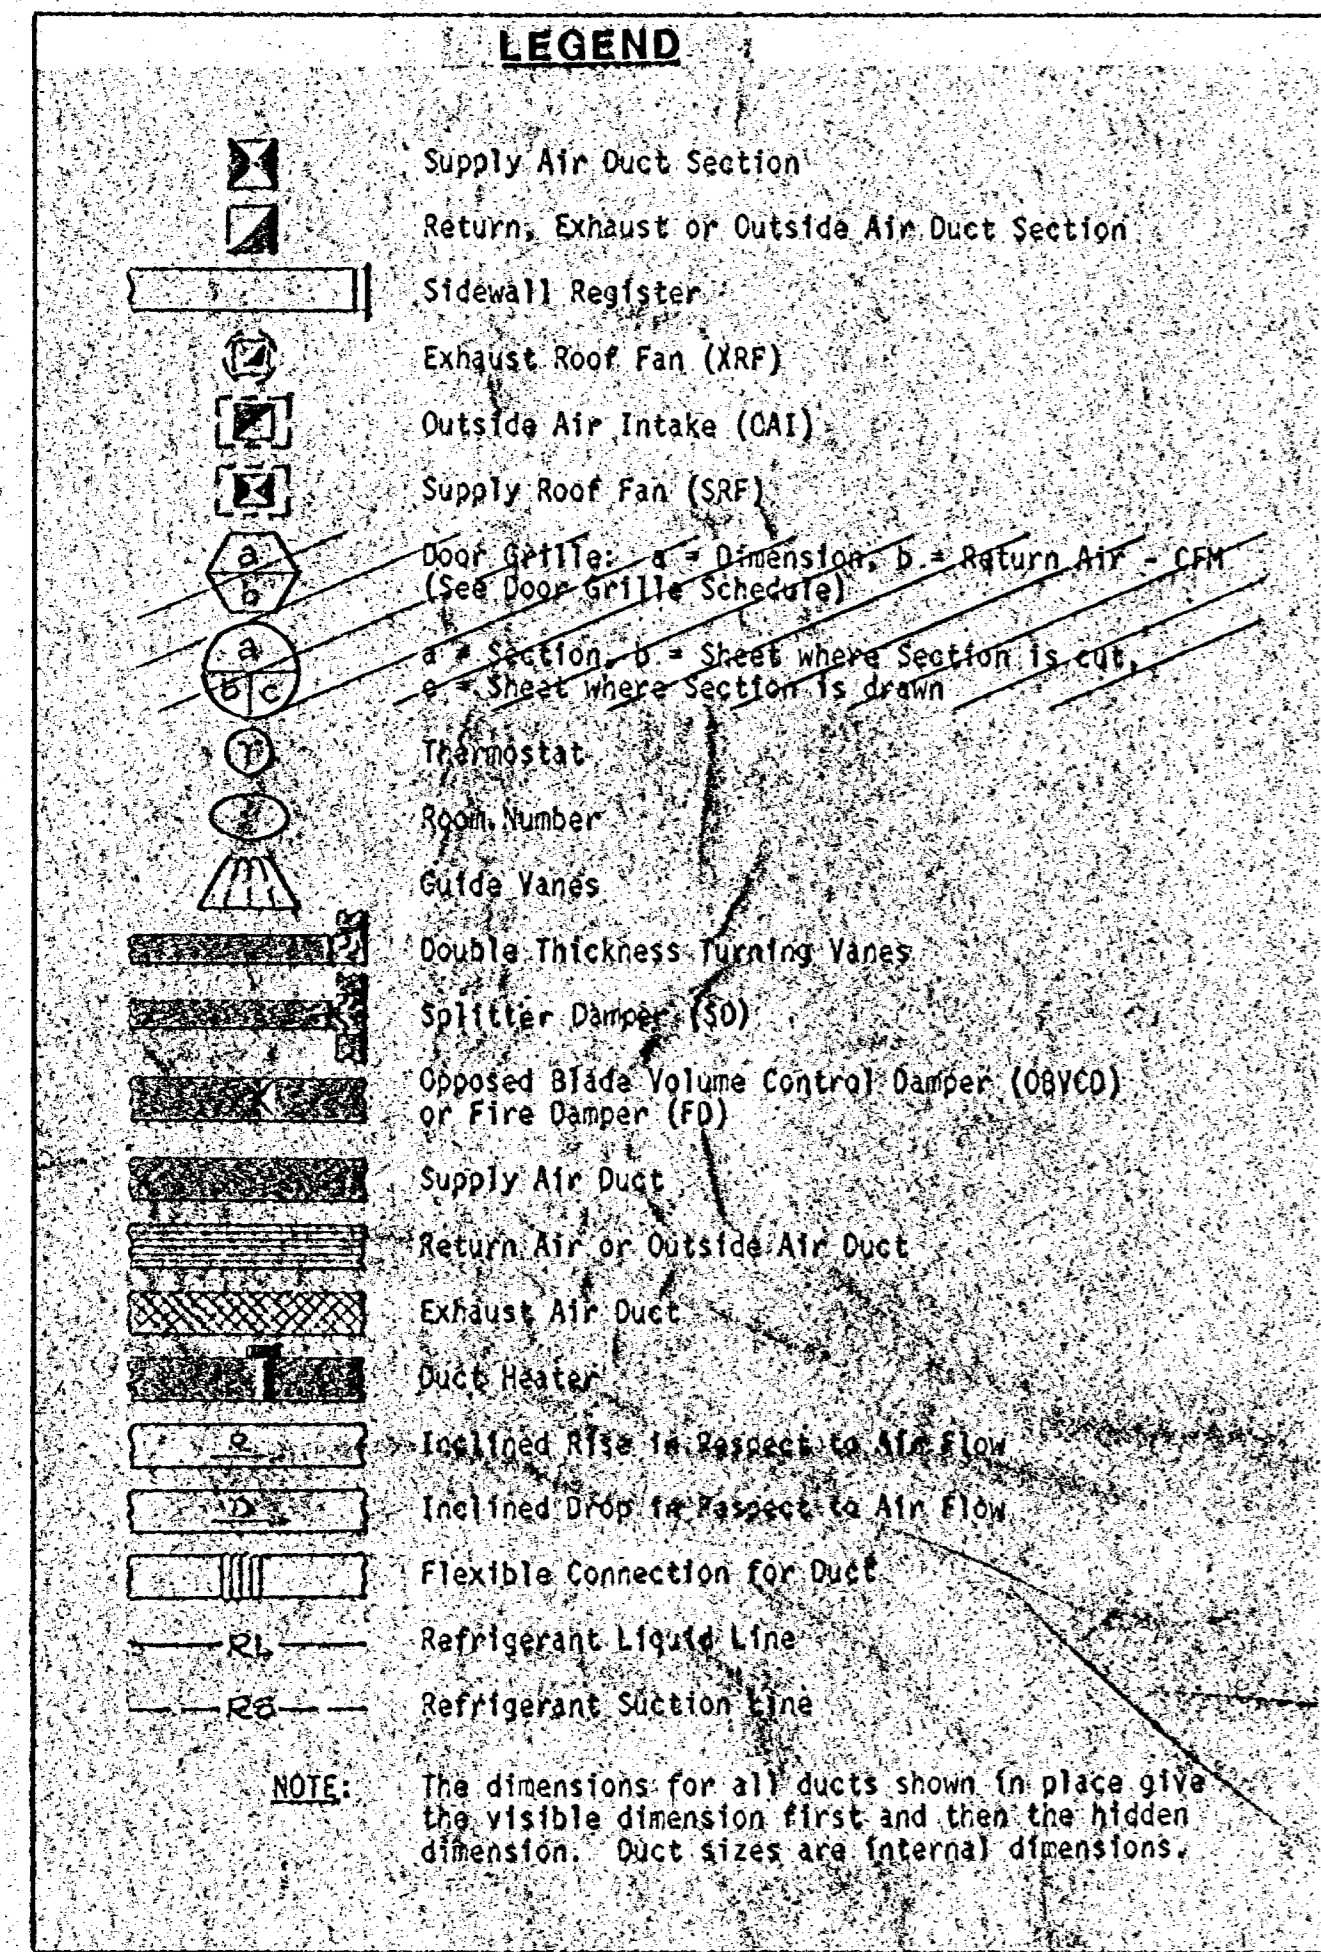 LEGEND
Supply Air Duct Section
Return, Exhaust or Outside Air Duct Section
Sidewall Register
Exhaust Roof Fan (XRF)
Outside Air Intake (OAI)
Supply Roof Fan (SRF)
a
b
Door Grille: a = Dimension, b = Return Air - CFM
(See Door Grille Schedule)
a
b c
a = Section, b = Sheet where Section is cut,
c = Sheet where Section is drawn
T
Thermostat
Room Number
Guide Vanes
Double Thickness Turning Vanes
Splitter Damper (SD)
Opposed Blade Volume Control Damper (OBVCD)
or Fire Damper (FD)
Supply Air Duct
Return Air or Outside Air Duct
Exhaust Air Duct
Duct Heater
R
Inclined Rise in Respect to Air Flow
D
Inclined Drop in Respect to Air Flow
Flexible Connection for Duct
RL
Refrigerant Liquid Line
RS
Refrigerant Suction Line
NOTE: The dimensions for all ducts shown in place give
the visible dimension first and then the hidden
dimension. Duct sizes are internal dimensions.